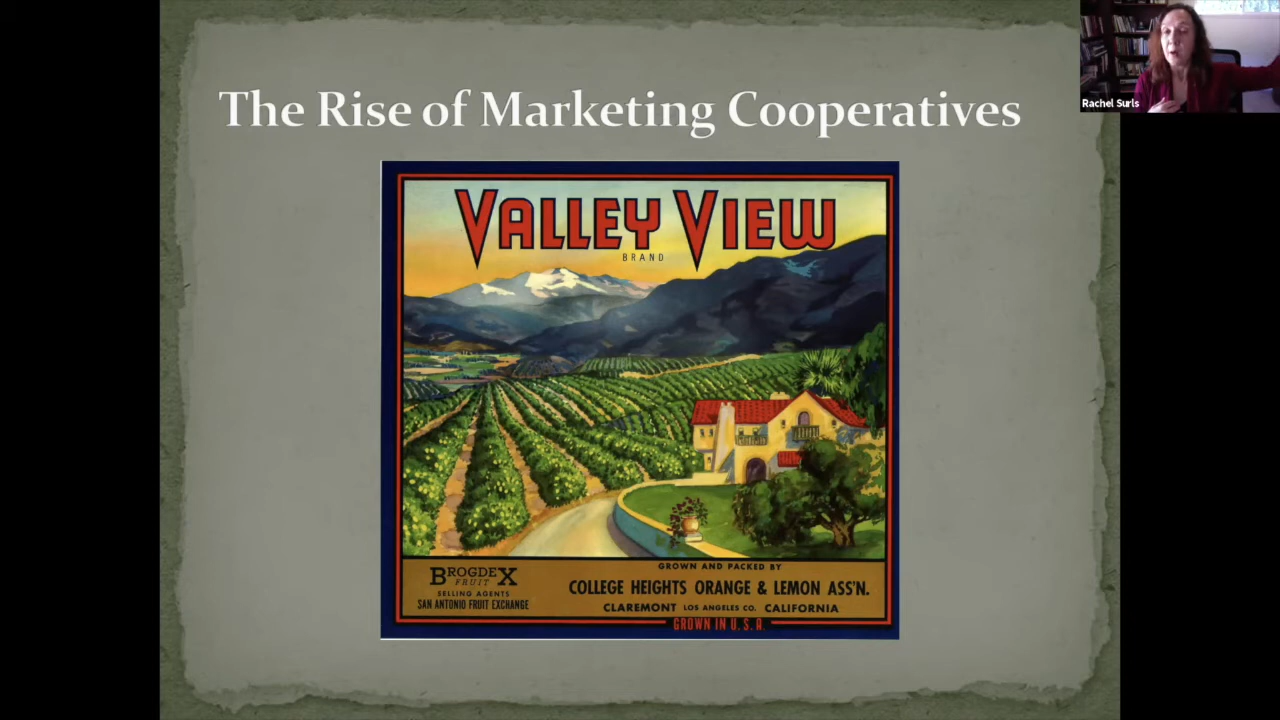 The Rise of Marketing Cooperatives
Rachel Surls
VALLEY VIEW
BRAND
BROGDEX
FRUIT
SELLING AGENTS
SAN ANTONIO FRUIT EXCHANGE
GROWN AND PACKED BY
COLLEGE HEIGHTS ORANGE & LEMON ASS'N.
CLAREMONT LOS ANGELES CO. CALIFORNIA
GROWN IN U.S.A.